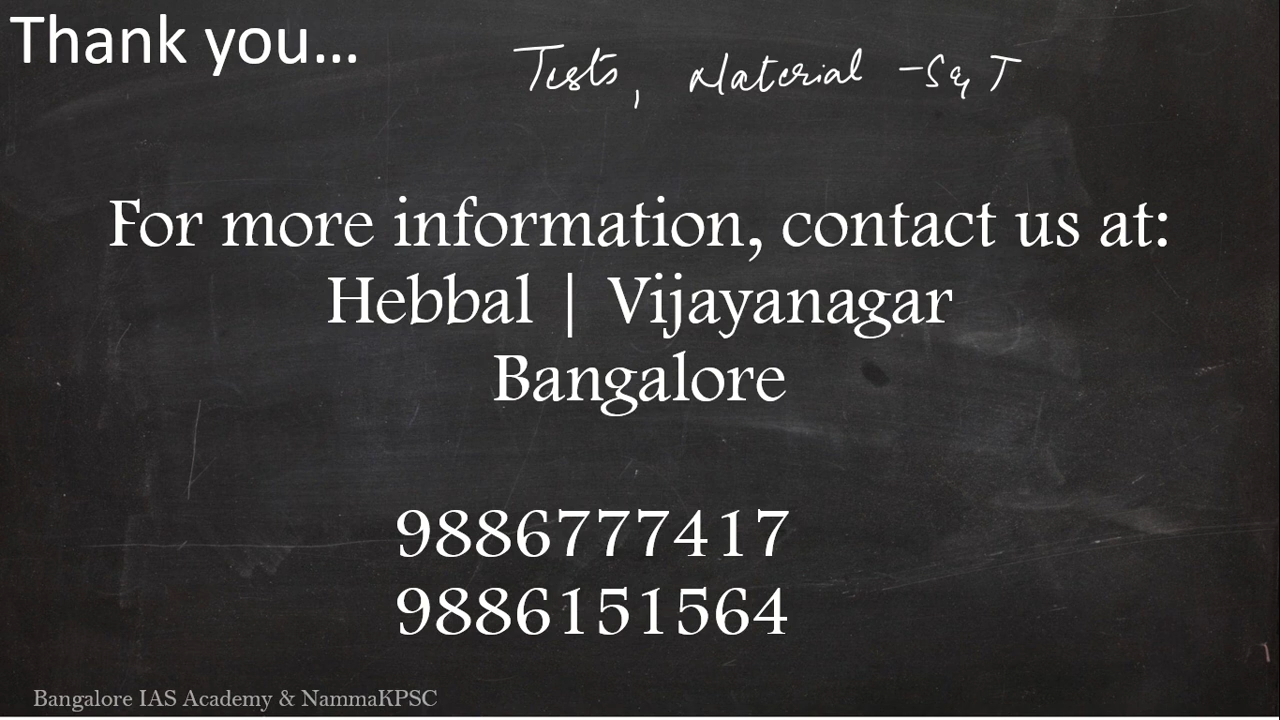 Thank you...
Tests, Material - S&T
For more information, contact us at:
Hebbal | Vijayanagar
Bangalore
9886777417
9886151564
Bangalore IAS Academy & NammaKPSC